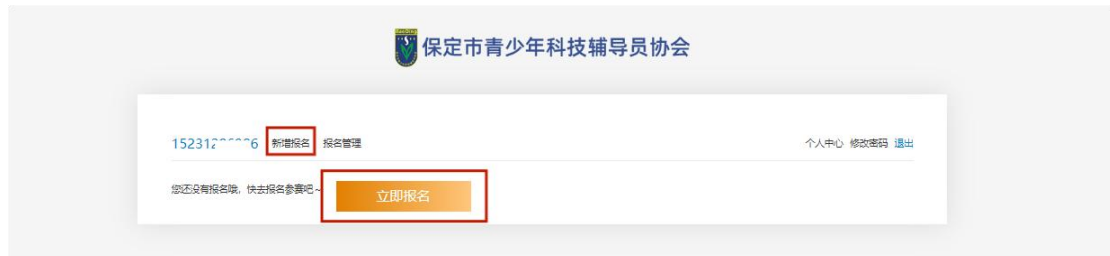 保定市青少年科技辅导员协会
新增报名 报名管理 个人中心 修改密码 退出
您还没有报名哦，快去报名参赛吧~ 立即报名